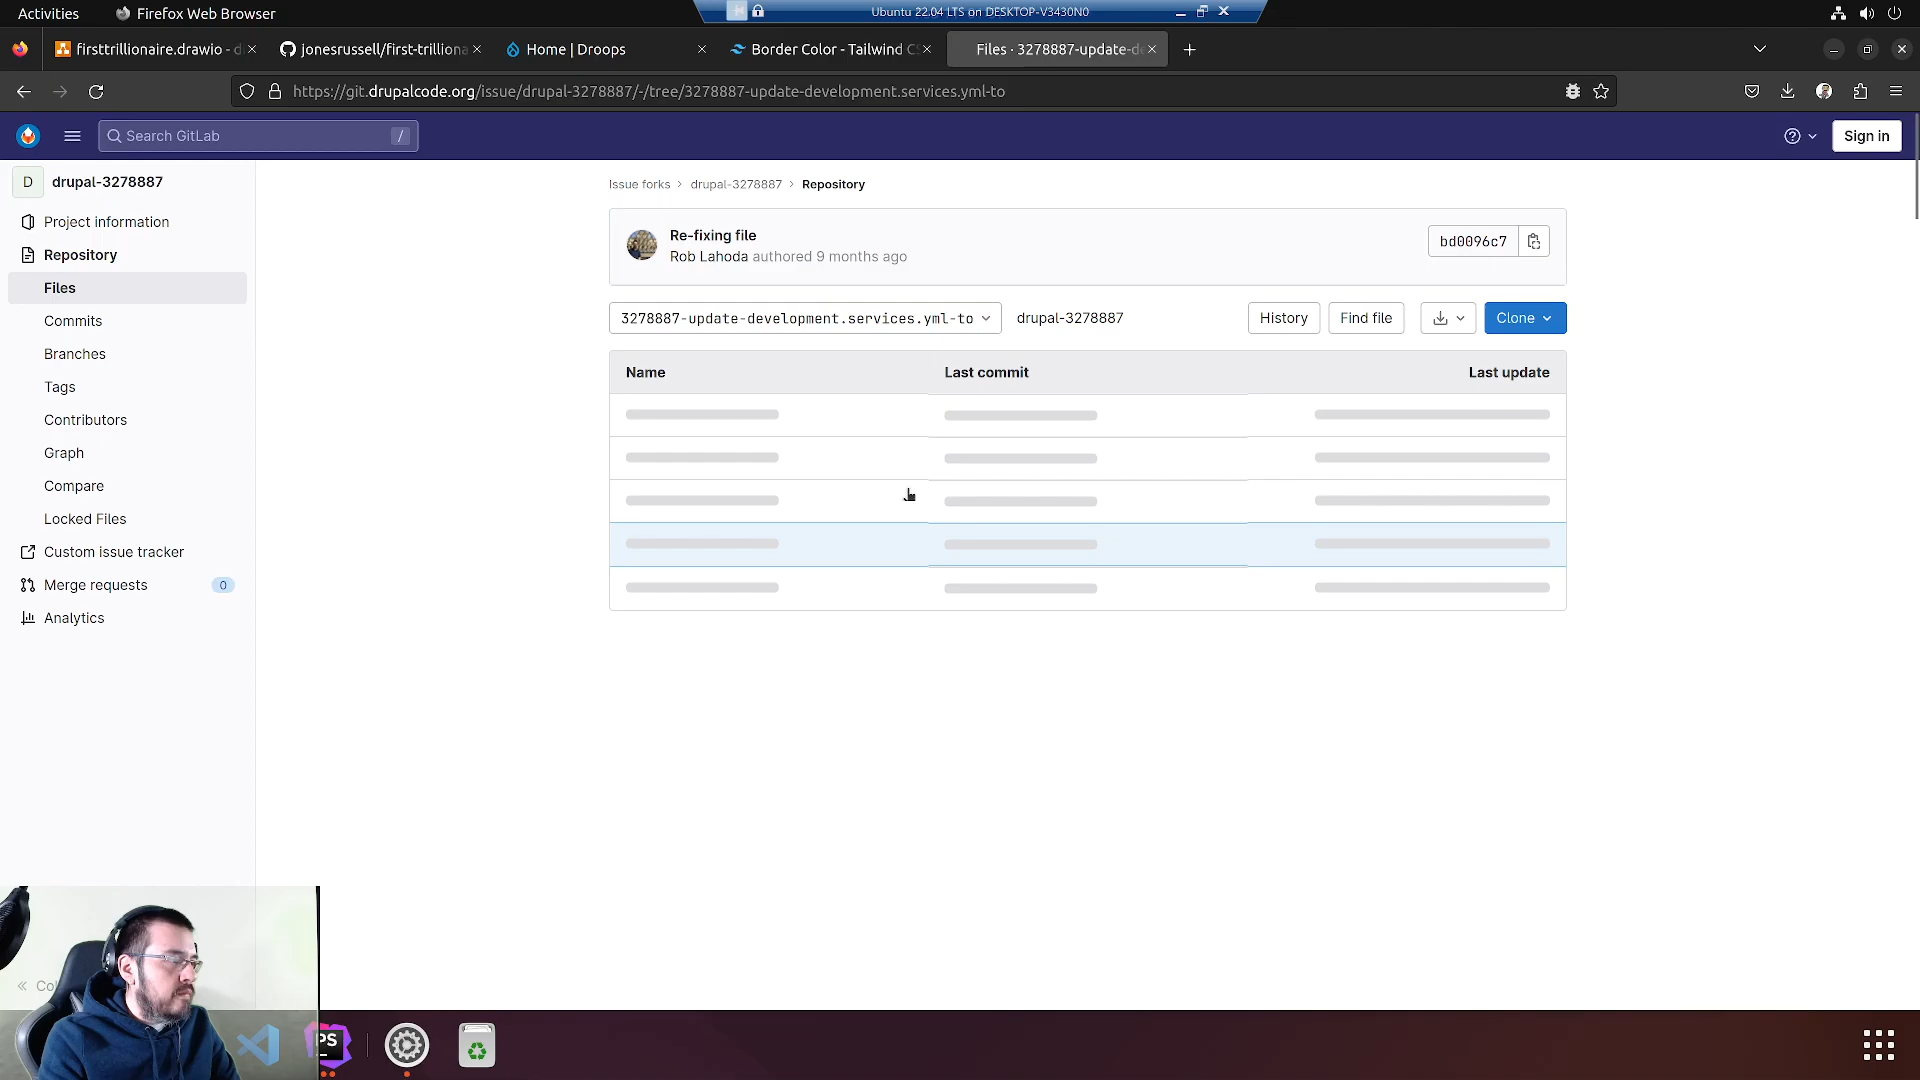 Activities
Firefox Web Browser
Ubuntu 22.04 LTS on DESKTOP-V3430N0
firsttrillionaire.drawio - d
jonesrussell/first-trilliona
Home | Droops
Border Color - Tailwind CS
Files · 3278887-update-de
https://git.drupalcode.org/issue/drupal-3278887/-/tree/3278887-update-development.services.yml-to
Search GitLab
/
Sign in
D
drupal-3278887
Project information
Repository
Files
Commits
Branches
Tags
Contributors
Graph
Compare
Locked Files
Custom issue tracker
Merge requests
0
Analytics
« Co
Issue forks
drupal-3278887
Repository
Re-fixing file
Rob Lahoda authored 9 months ago
bd0096c7
3278887-update-development.services.yml-to
drupal-3278887
History
Find file
Clone
Name
Last commit
Last update
PS